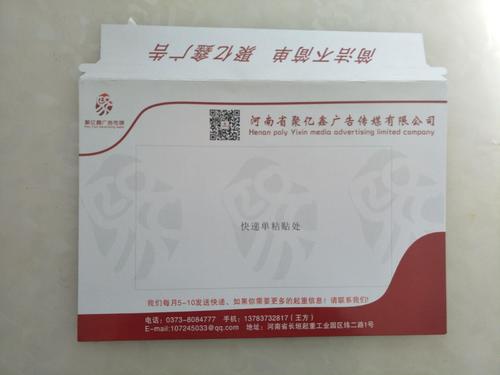 聚亿鑫广告 简洁不简单
聚亿鑫广告传媒
河南省聚亿鑫广告传媒有限公司
Henan poly Yixin media advertising limited company
快递单粘贴处
我们每月5-10发送快递、如果你需要更多的起重信息！请联系我们！
电话：0373-8084777 手机：13783732817（王方）
E-mail:107245033@qq.com 地址：河南省长垣起重工业园区纬二路1号